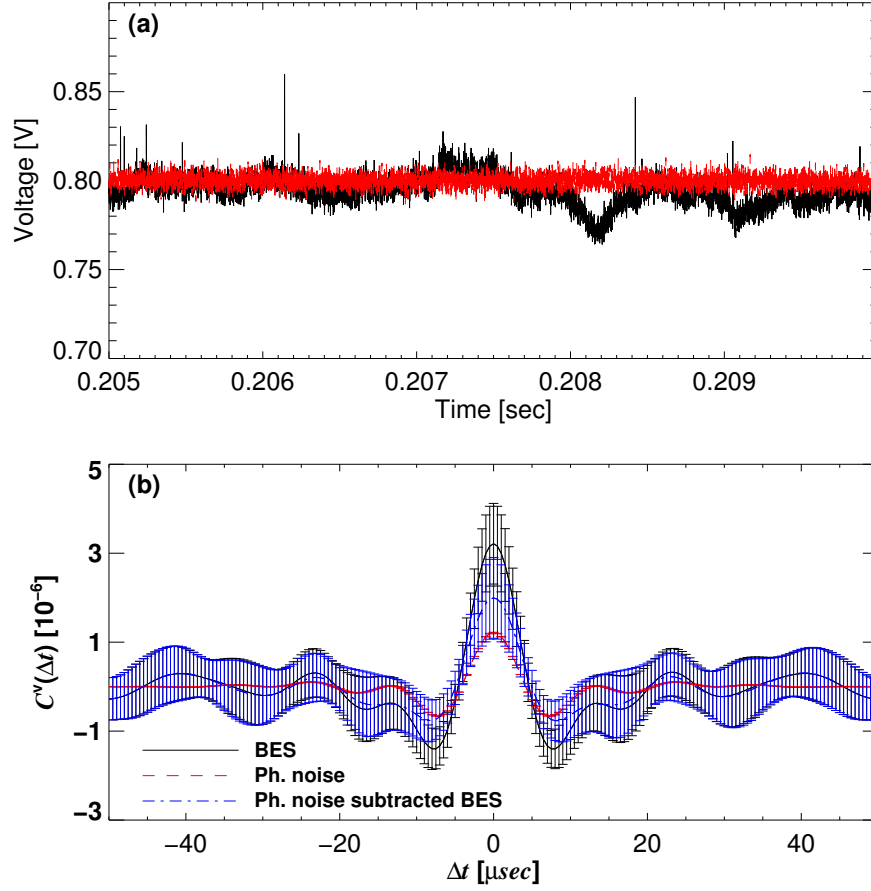 (a)
Voltage [V]
0.85
0.80
0.75
0.70
0.205 0.206 0.207 0.208 0.209
Time [sec]
(b)
C^v(Δt) [10^-6]
5
3
1
-1
-3
BES
Ph. noise
Ph. noise subtracted BES
-40 -20 0 20 40
Δt [μsec]